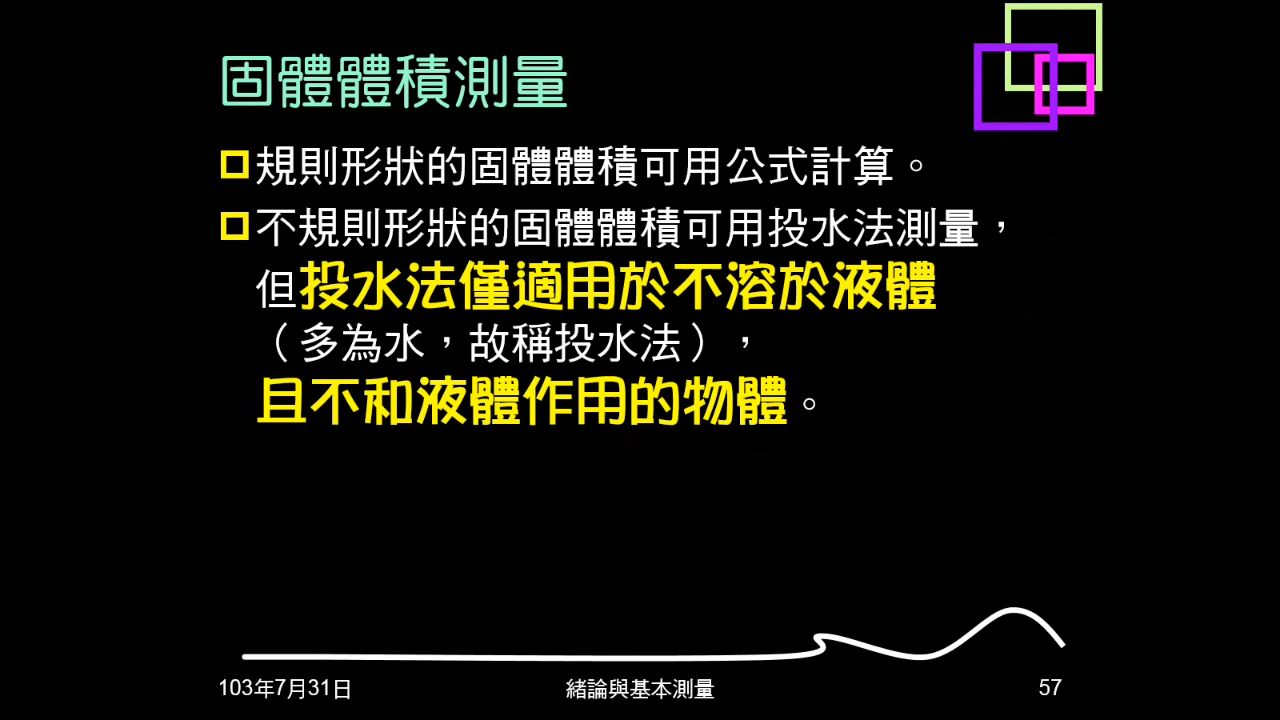 固體體積測量
規則形狀的固體體積可用公式計算。
不規則形狀的固體體積可用投水法測量，
但投水法僅適用於不溶於液體
（多為水，故稱投水法），
且不和液體作用的物體。
103年7月31日
緒論與基本測量
57